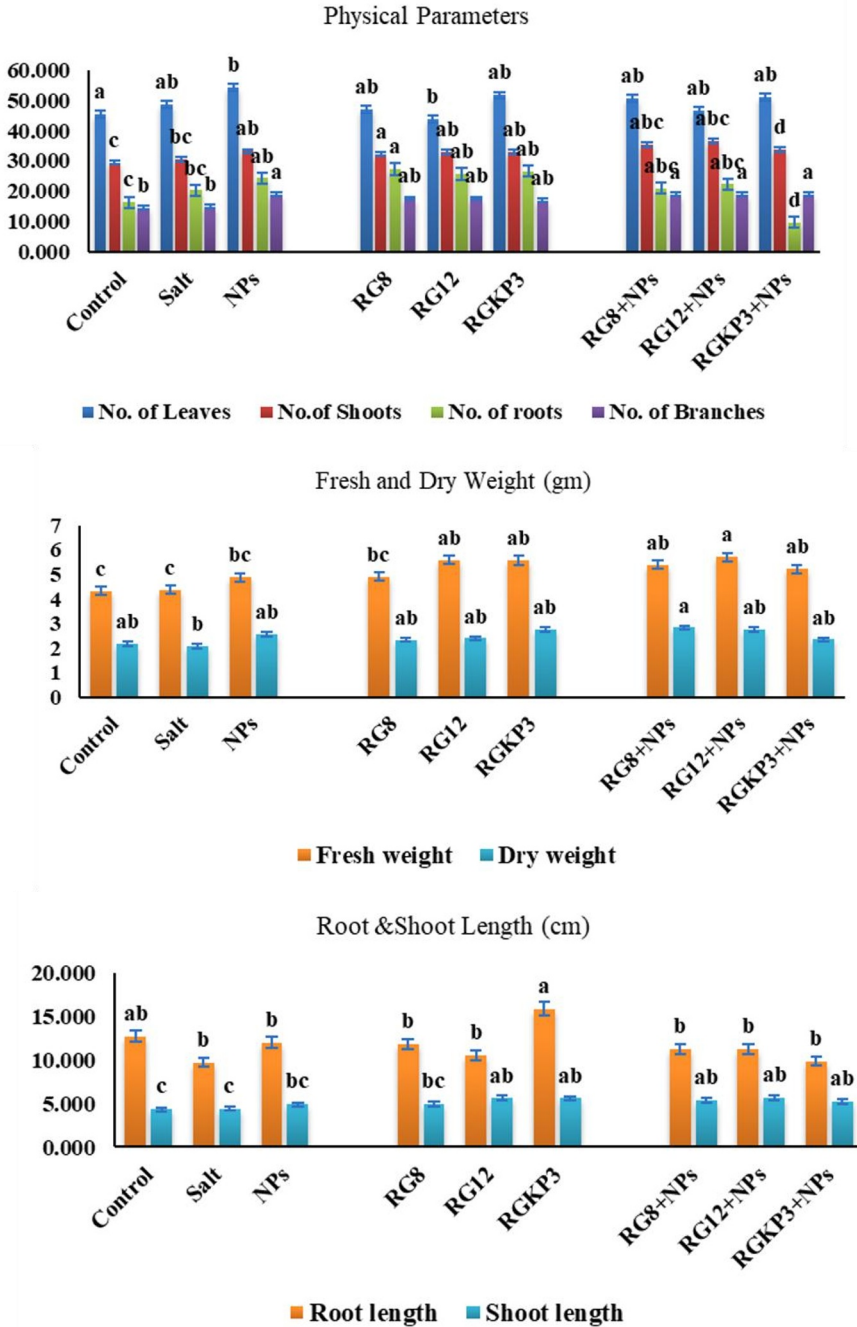 Physical Parameters
60.000
50.000
40.000
30.000
20.000
10.000
0.000
a c c b
ab bc bc b
b ab ab a
ab a a ab
b ab ab ab
ab ab ab ab
ab abc abc a
ab abc abc a
ab d d a
Control Salt NPs RG8 RG12 RGKP3 RG8+NPs RG12+NPs RGKP3+NPs
No. of Leaves No.of Shoots No. of roots No. of Branches
Fresh and Dry Weight (gm)
7
6
5
4
3
2
1
0
c ab
c b
bc ab
bc ab
ab ab
ab ab
ab a
a ab
ab ab
Control Salt NPs RG8 RG12 RGKP3 RG8+NPs RG12+NPs RGKP3+NPs
Fresh weight Dry weight
Root &Shoot Length (cm)
20.000
15.000
10.000
5.000
0.000
ab c
b c
b bc
b bc
b ab
a ab
b ab
b ab
b ab
Control Salt NPs RG8 RG12 RGKP3 RG8+NPs RG12+NPs RGKP3+NPs
Root length Shoot length